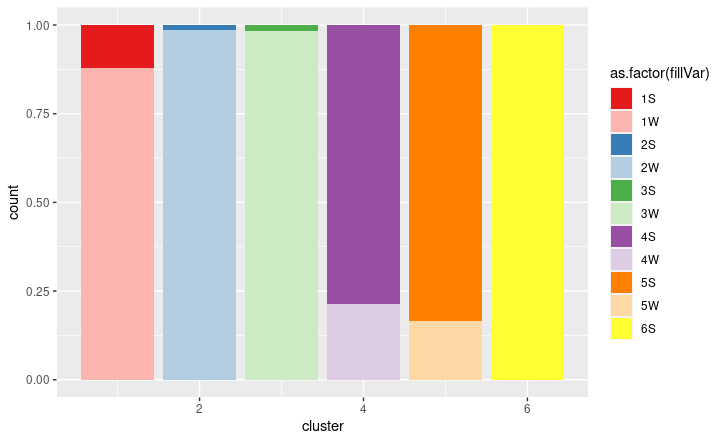 1.00
0.75
0.50
0.25
0.00
count
2
4
6
cluster
as.factor(fillVar)
1S
1W
2S
2W
3S
3W
4S
4W
5S
5W
6S